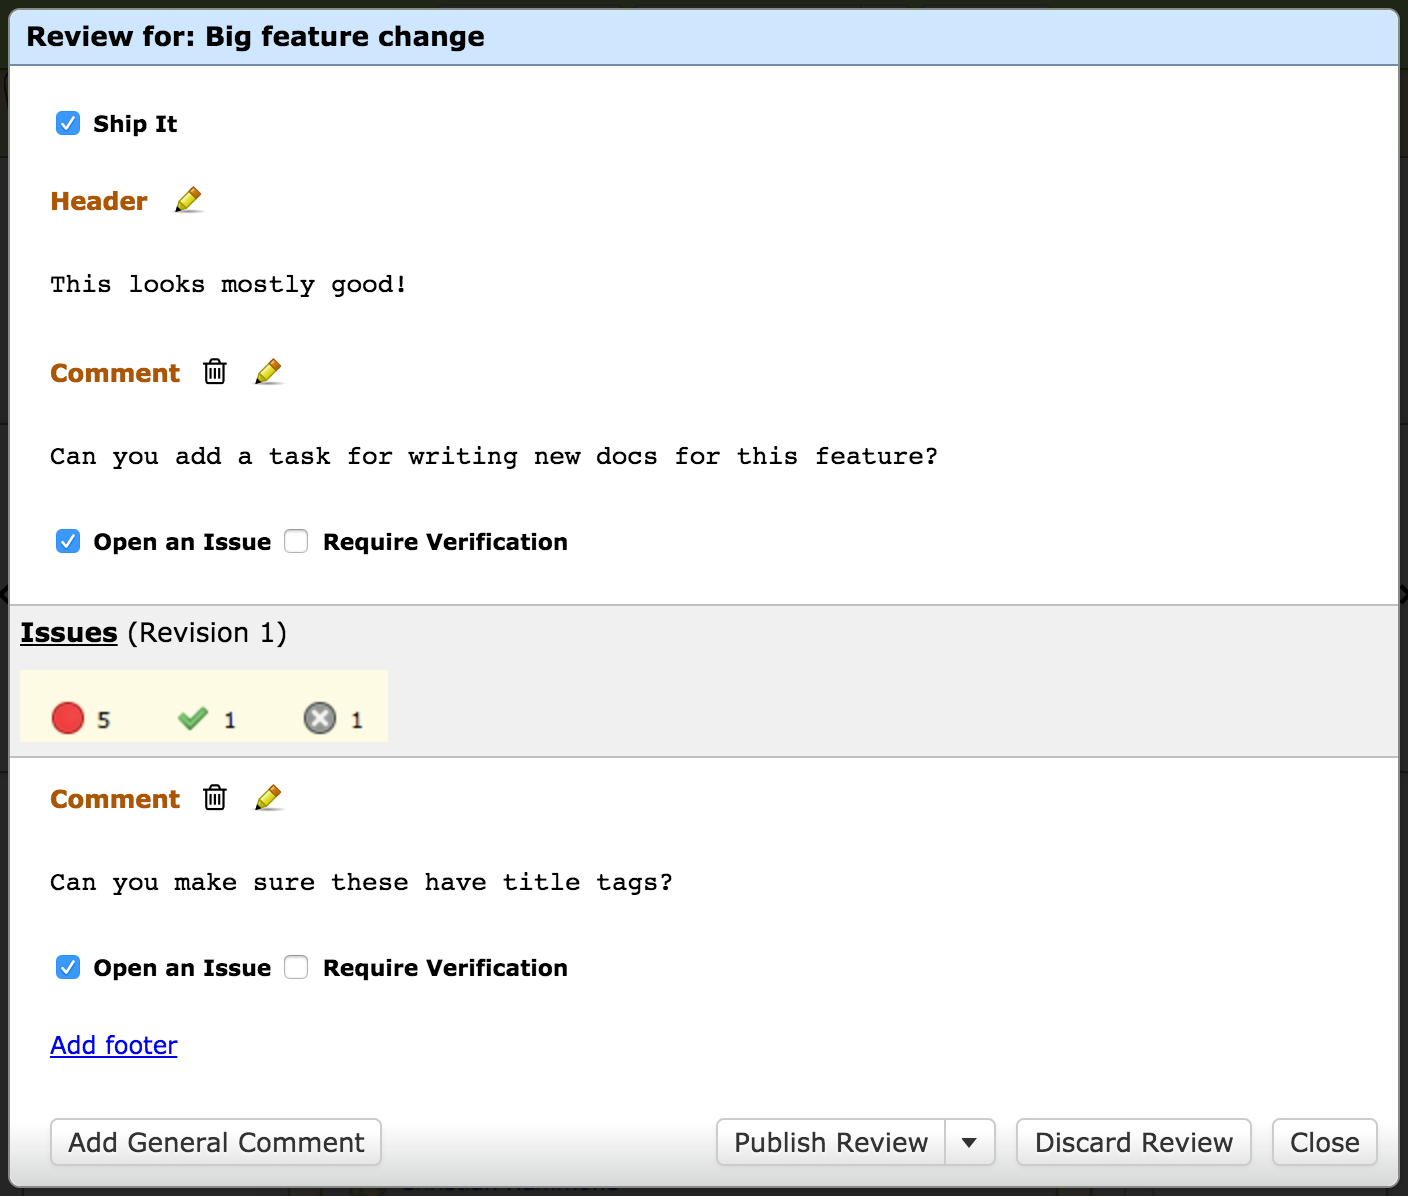 Review for: Big feature change
Ship It
Header
This looks mostly good!
Comment
Can you add a task for writing new docs for this feature?
Open an Issue Require Verification
Issues (Revision 1)
5 1 1
Comment
Can you make sure these have title tags?
Open an Issue Require Verification
Add footer
Add General Comment Publish Review Discard Review Close